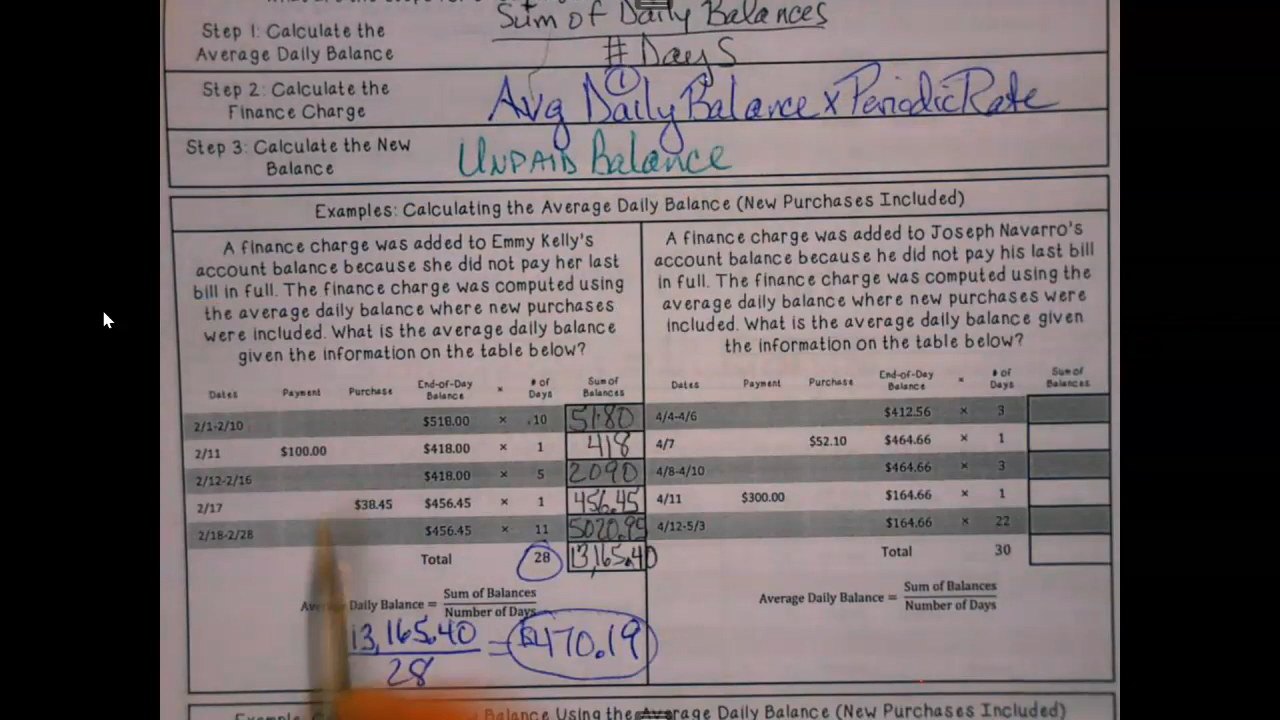 Sum of Daily Balances
Step 1: Calculate the
Average Daily Balance
# Days
Step 2: Calculate the
Finance Charge
①
Avg Daily Balance x Periodic Rate
Step 3: Calculate the New
Balance
UNPAID Balance
Examples: Calculating the Average Daily Balance (New Purchases Included)
A finance charge was added to Emmy Kelly's
account balance because she did not pay her last
bill in full. The finance charge was computed using
the average daily balance where new purchases
were included. What is the average daily balance
given the information on the table below?
Dates Payment Purchase End-of-Day Balance × # of Days Sum of Balances
2/1-2/10 $518.00 × 10 5180
2/11 $100.00 $418.00 × 1 418
2/12-2/16 $418.00 × 5 2090
2/17 $38.45 $456.45 × 1 456.45
2/18-2/28 $456.45 × 11 5020.95
Total 28 13,165.40
Average Daily Balance = Sum of Balances
Number of Days
13,165.40
28
= $470.19
A finance charge was added to Joseph Navarro's
account balance because he did not pay his last bill
in full. The finance charge was computed using the
average daily balance where new purchases were
included. What is the average daily balance given
the information on the table below?
Dates Payment Purchase End-of-Day Balance × # of Days Sum of Balances
4/4-4/6 $412.56 × 3
4/7 $52.10 $464.66 × 1
4/8-4/10 $464.66 × 3
4/11 $300.00 $164.66 × 1
4/12-5/3 $164.66 × 22
Total 30
Average Daily Balance = Sum of Balances
Number of Days
Balance Using the Average Daily Balance (New Purchases Included)